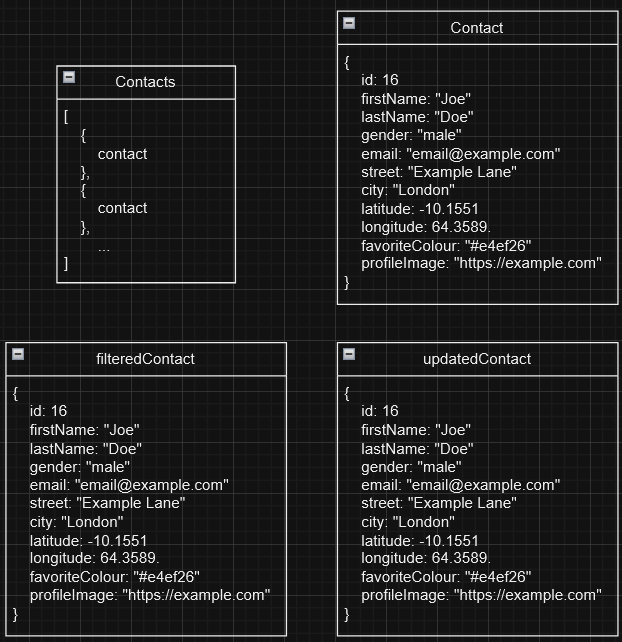 Contacts
[
{
contact
},
{
contact
},
...
]
Contact
{
id: 16
firstName: "Joe"
lastName: "Doe"
gender: "male"
email: "email@example.com"
street: "Example Lane"
city: "London"
latitude: -10.1551
longitude: 64.3589.
favoriteColour: "#e4ef26"
profileImage: "https://example.com"
}
filteredContact
{
id: 16
firstName: "Joe"
lastName: "Doe"
gender: "male"
email: "email@example.com"
street: "Example Lane"
city: "London"
latitude: -10.1551
longitude: 64.3589.
favoriteColour: "#e4ef26"
profileImage: "https://example.com"
}
updatedContact
{
id: 16
firstName: "Joe"
lastName: "Doe"
gender: "male"
email: "email@example.com"
street: "Example Lane"
city: "London"
latitude: -10.1551
longitude: 64.3589.
favoriteColour: "#e4ef26"
profileImage: "https://example.com"
}